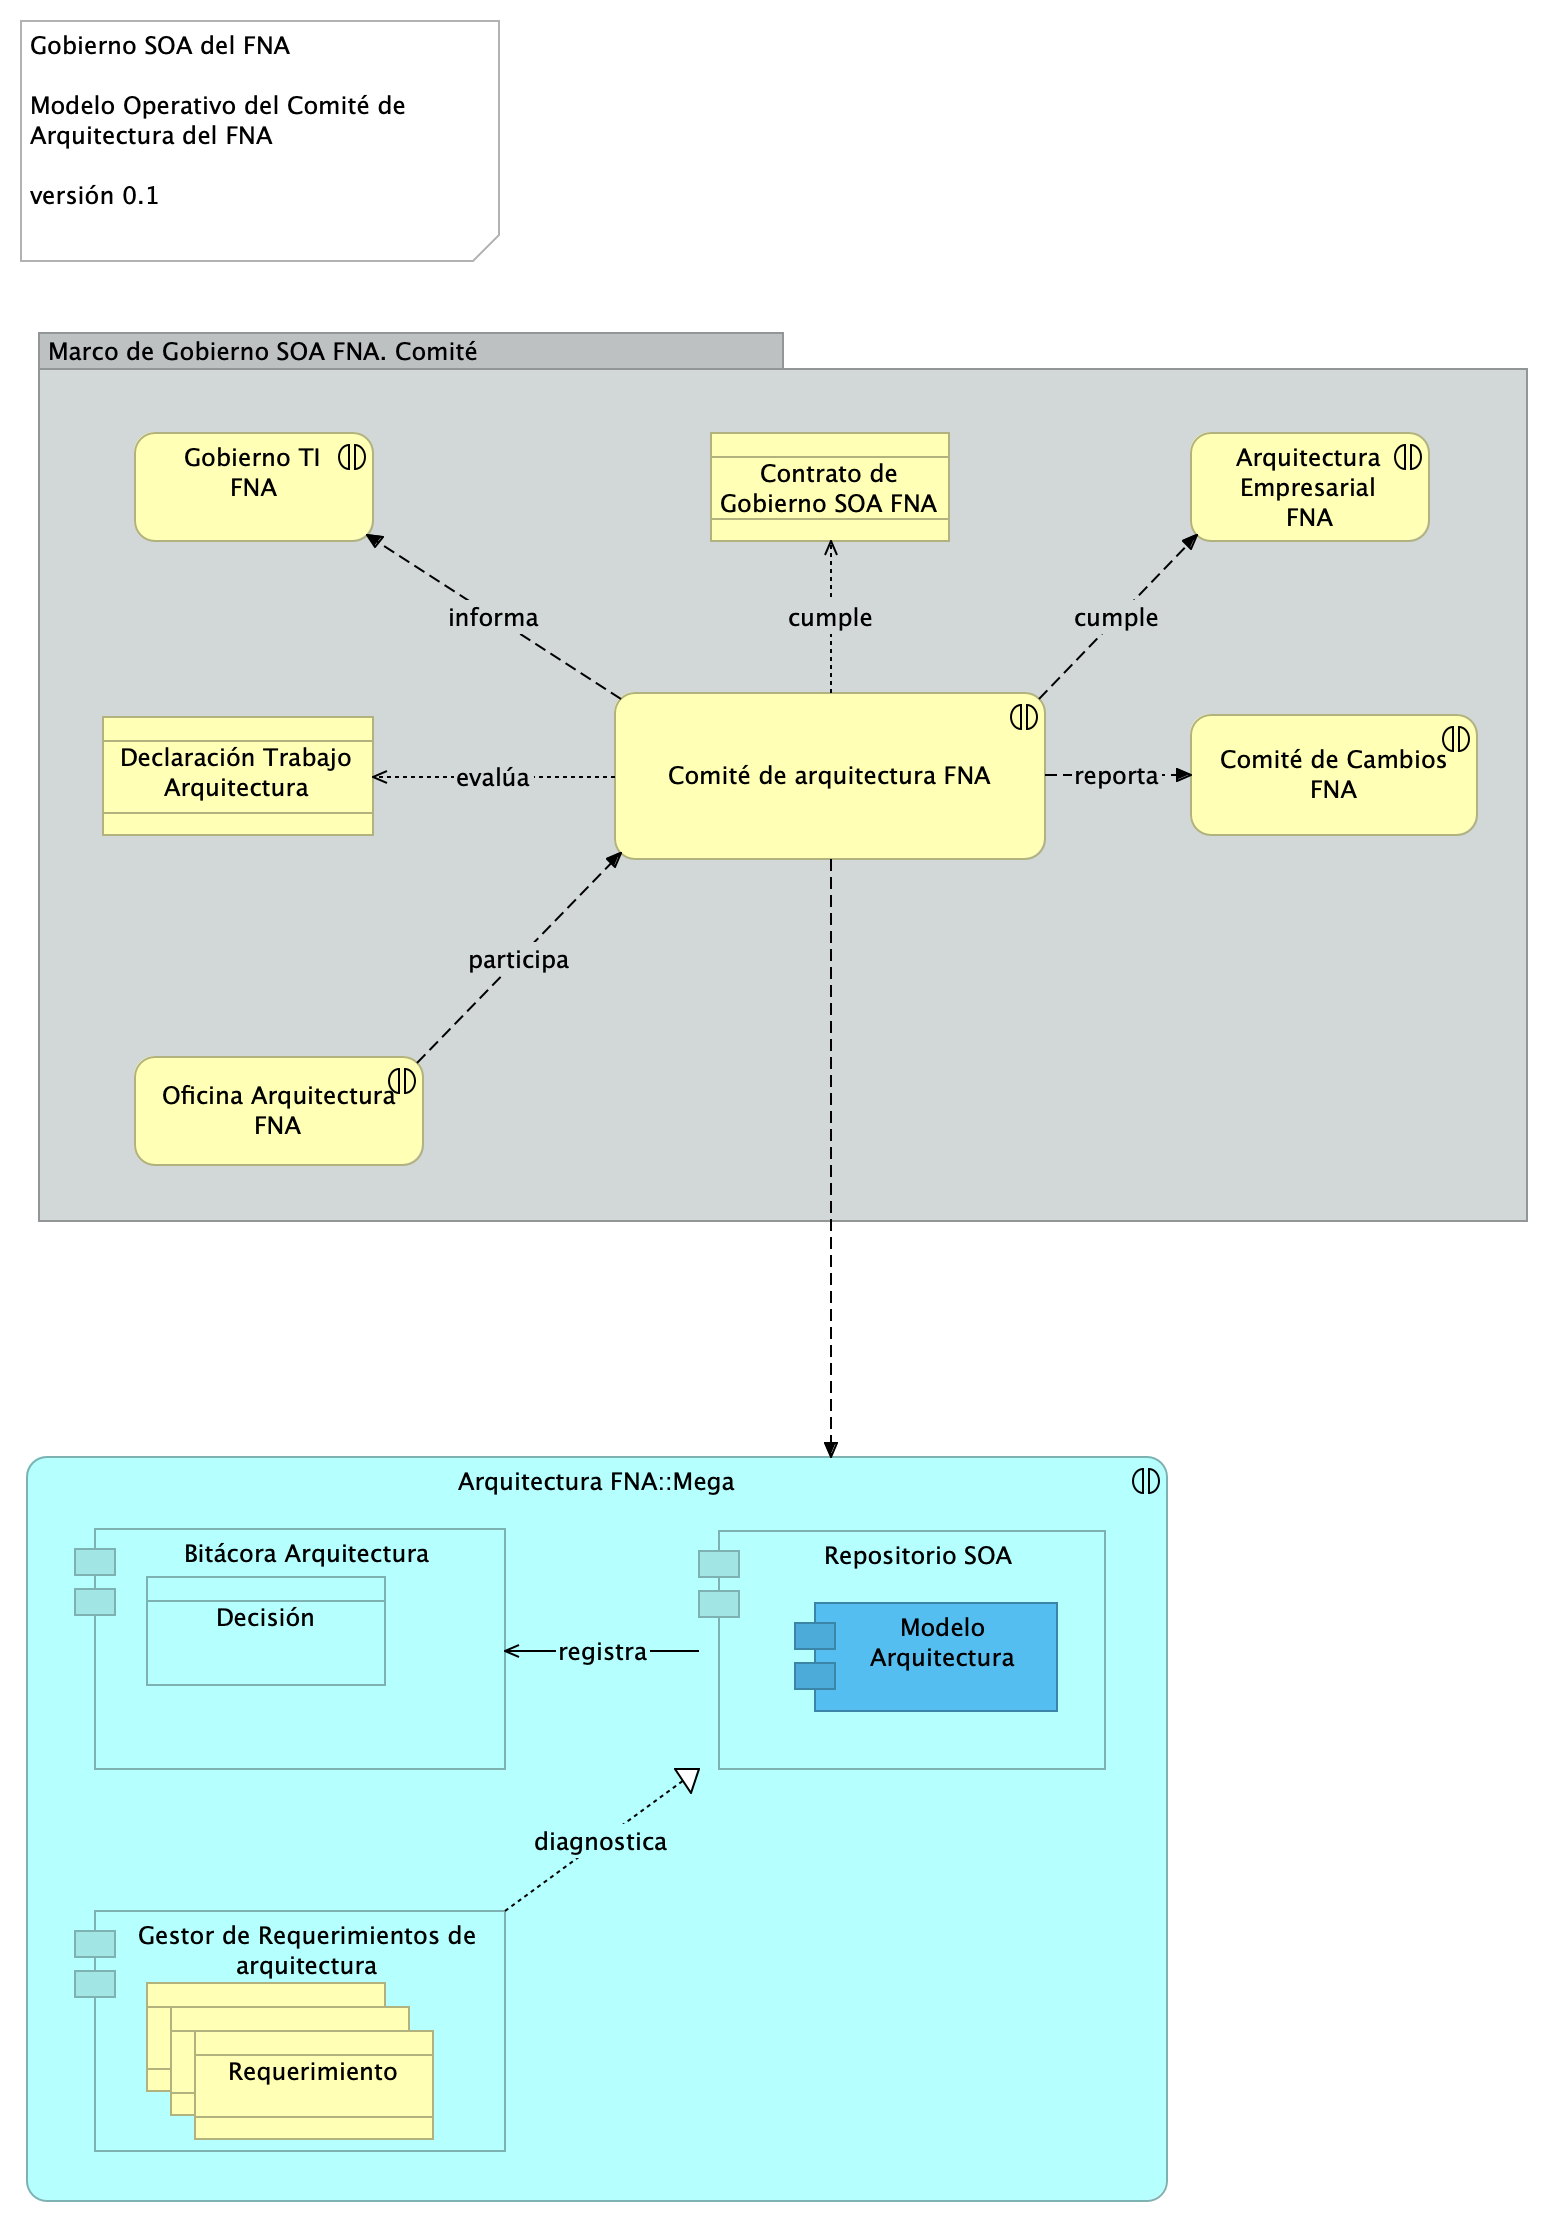 Gobierno SOA del FNA
Modelo Operativo del Comité de
Arquitectura del FNA
versión 0.1
Marco de Gobierno SOA FNA. Comité
Gobierno TI
FNA
Contrato de
Gobierno SOA FNA
Arquitectura
Empresarial
FNA
informa
cumple
cumple
Declaración Trabajo
Arquitectura
evalúa
Comité de arquitectura FNA
reporta
Comité de Cambios
FNA
participa
Oficina Arquitectura
FNA
Arquitectura FNA::Mega
Bitácora Arquitectura
Decisión
registra
Repositorio SOA
Modelo
Arquitectura
diagnostica
Gestor de Requerimientos de
arquitectura
Requerimiento